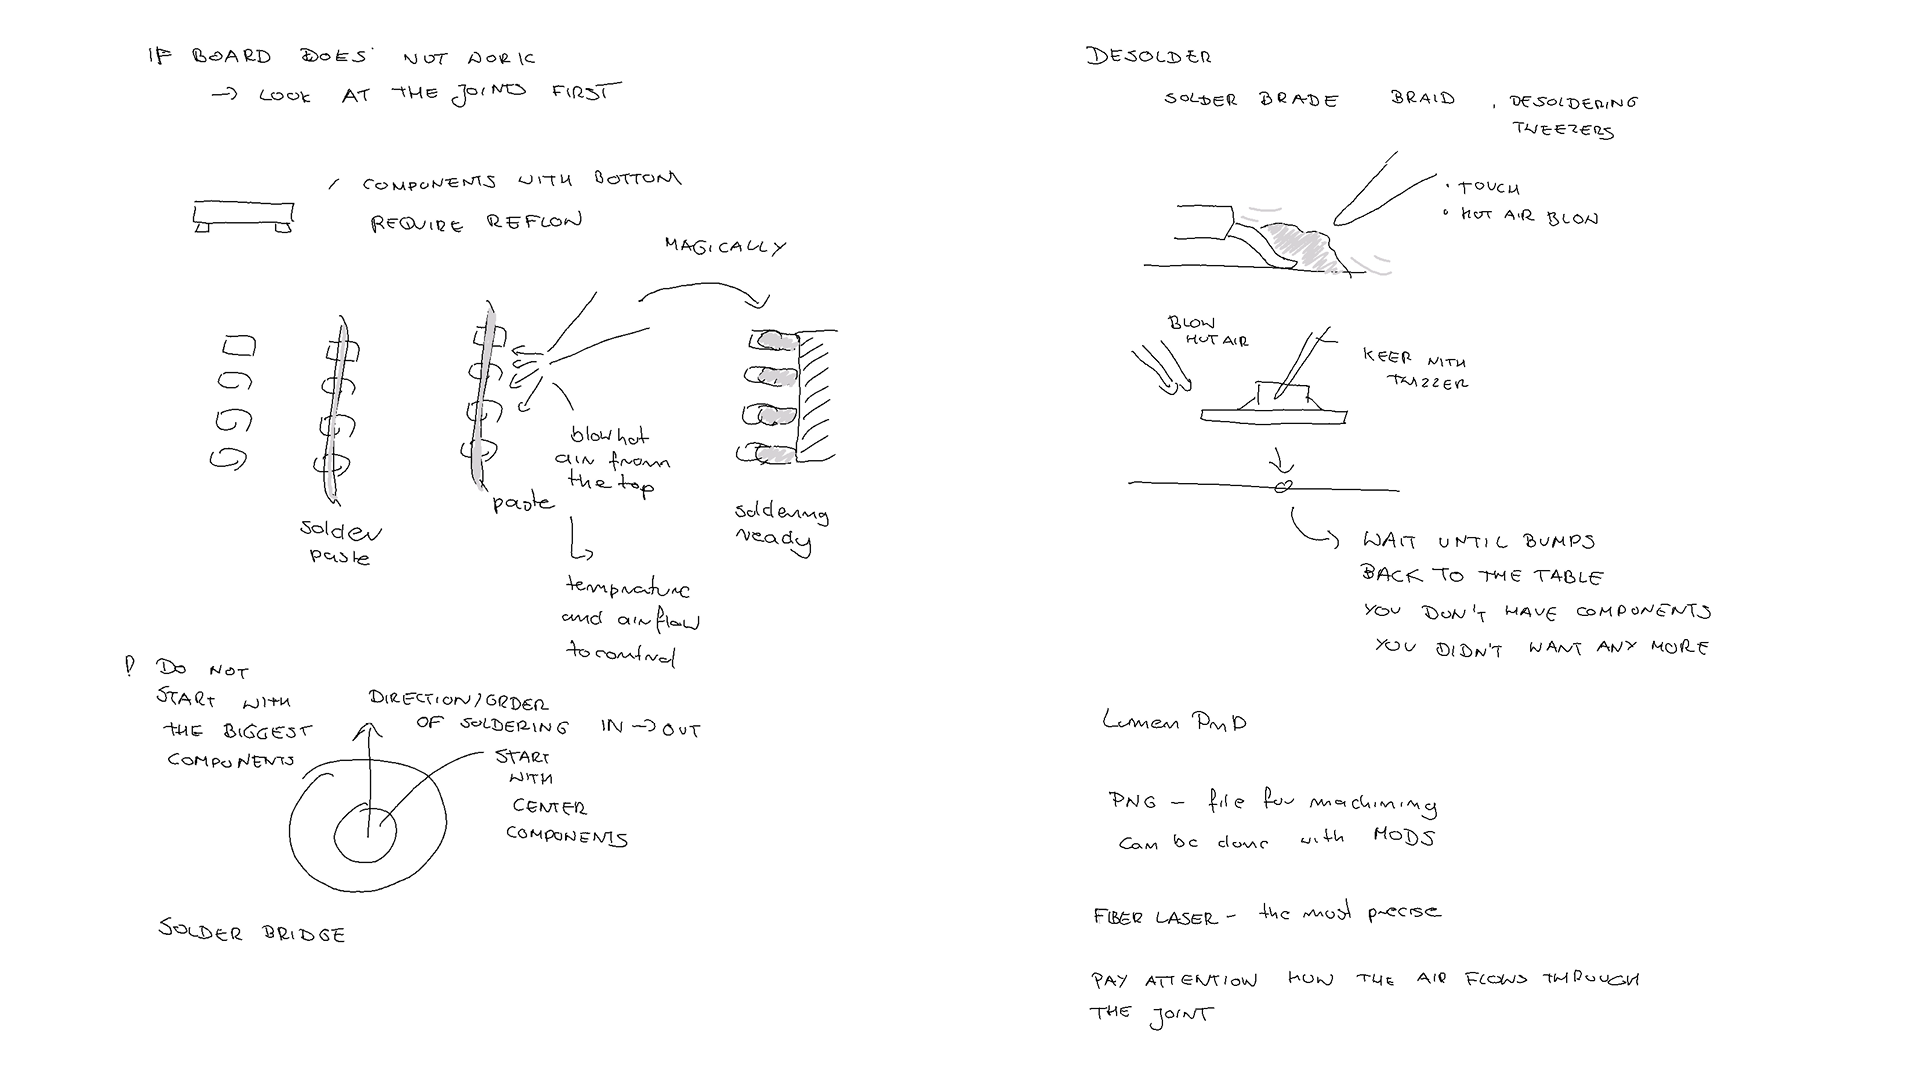 IF BOARD DOES NOT WORK
→ LOOK AT THE JOINTS FIRST
COMPONENTS WITH BOTTOM
REQUIRE REFLOW
MAGICALLY
blow hot
air from
the top
paste
solder
paste
soldering
ready
temprature
and airflow
to control
! DO NOT
START WITH
THE BIGGEST
COMPONENTS
DIRECTION/ORDER
OF SOLDERING IN → OUT
START
WITH
CENTER
COMPONENTS
SOLDER BRIDGE
DESOLDER
SOLDER BRADE BRAID , DESOLDERING
TWEEZERS
• TOUCH
• HOT AIR BLOW
BLOW
HOT AIR
KEEP WITH
TWIZZER
WAIT UNTIL BUMPS
BACK TO THE TABLE
YOU DON'T HAVE COMPONENTS
YOU DIDN'T WANT ANY MORE
Lumen PnP
PNG – file for machining
can be done with MODS
FIBER LASER – the most precise
PAY ATTENTION HOW THE AIR FLOWS THROUGH
THE JOINT